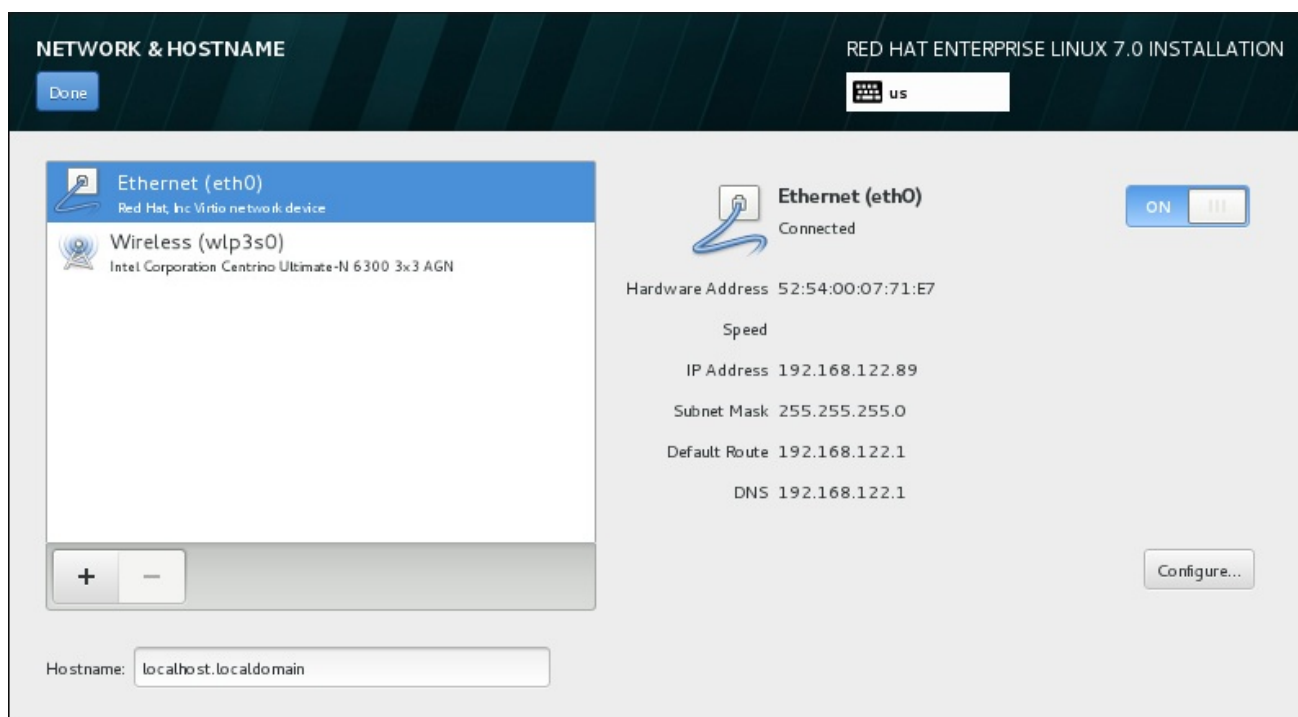 NETWORK & HOSTNAME
RED HAT ENTERPRISE LINUX 7.0 INSTALLATION
Done
us
Ethernet (eth0)
Red Hat, Inc Virtio network device
Wireless (wlp3s0)
Intel Corporation Centrino Ultimate-N 6300 3x3 AGN
Ethernet (eth0)
Connected
ON
Hardware Address 52:54:00:07:71:E7
Speed
IP Address 192.168.122.89
Subnet Mask 255.255.255.0
Default Route 192.168.122.1
DNS 192.168.122.1
+ −
Configure...
Hostname: localhost.localdomain